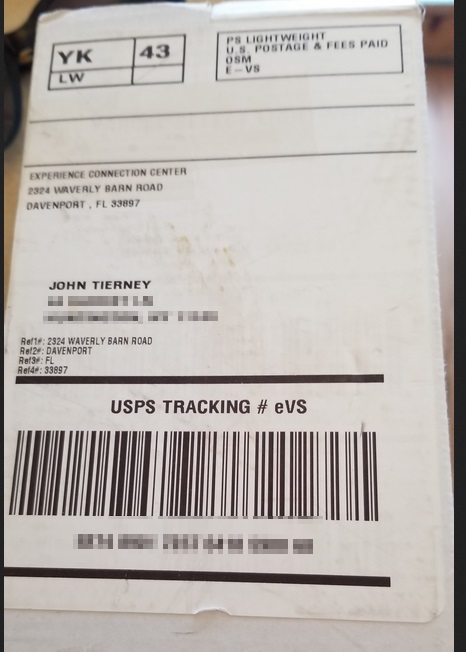 YK 43
LW
PS LIGHTWEIGHT
U.S. POSTAGE & FEES PAID
OSM
E-VS
EXPERIENCE CONNECTION CENTER
2324 WAVERLY BARN ROAD
DAVENPORT , FL 33897
JOHN TIERNEY
Ref1#: 2324 WAVERLY BARN ROAD
Ref2#: DAVENPORT
Ref3#: FL
Ref4#: 33897
USPS TRACKING # eVS